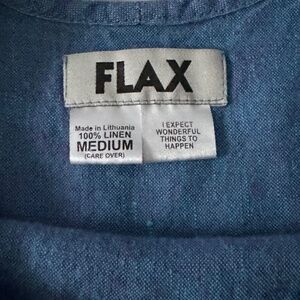 FLAX
Made in Lithuania
100% LINEN
MEDIUM
(CARE OVER)
I EXPECT
WONDERFUL
THINGS TO
HAPPEN